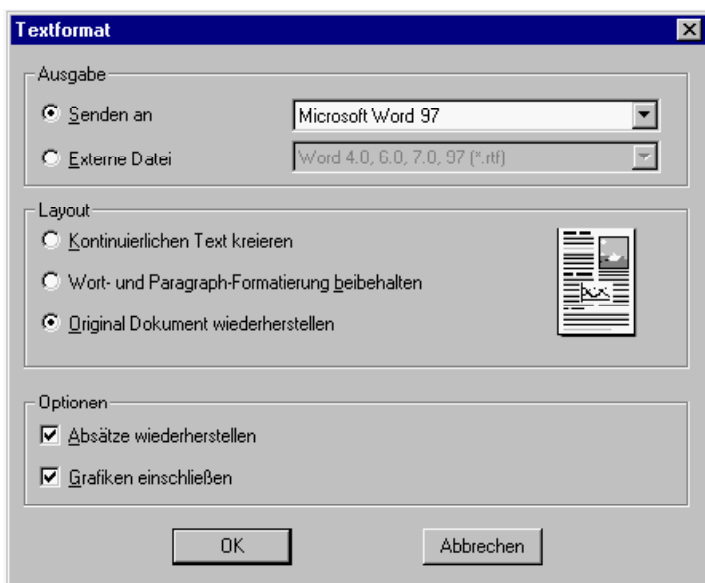 Textformat
Ausgabe
Senden an
Microsoft Word 97
Externe Datei
Word 4.0, 6.0, 7.0, 97 (*.rtf)
Layout
Kontinuierlichen Text kreieren
Wort- und Paragraph-Formatierung beibehalten
Original Dokument wiederherstellen
Optionen
Absätze wiederherstellen
Grafiken einschließen
OK
Abbrechen